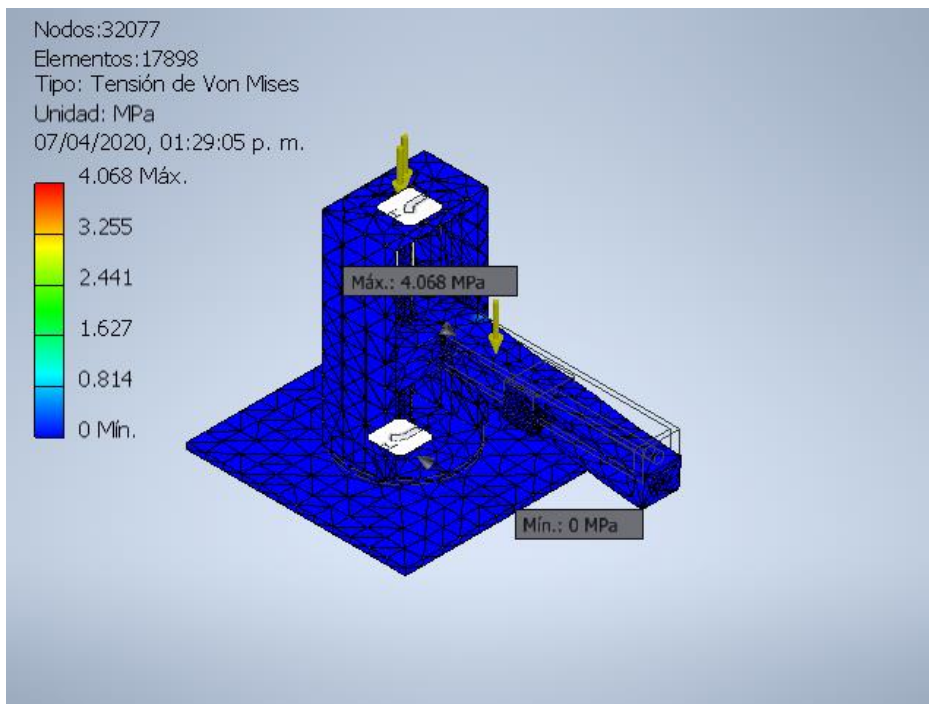 Nodos:32077
Elementos:17898
Tipo: Tensión de Von Mises
Unidad: MPa
07/04/2020, 01:29:05 p. m.
4.068 Máx.
3.255
2.441
1.627
0.814
0 Mín.
Máx.: 4.068 MPa
Mín.: 0 MPa